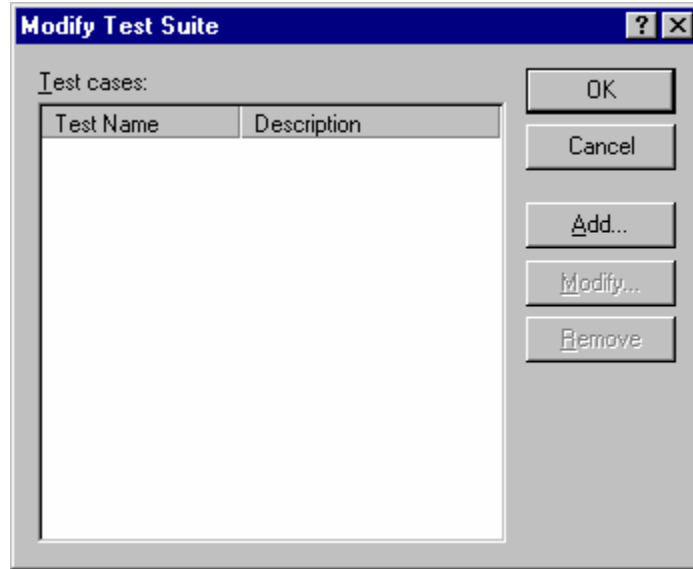 Modify Test Suite
Test cases:
Test Name Description
OK
Cancel
Add...
Modify...
Remove